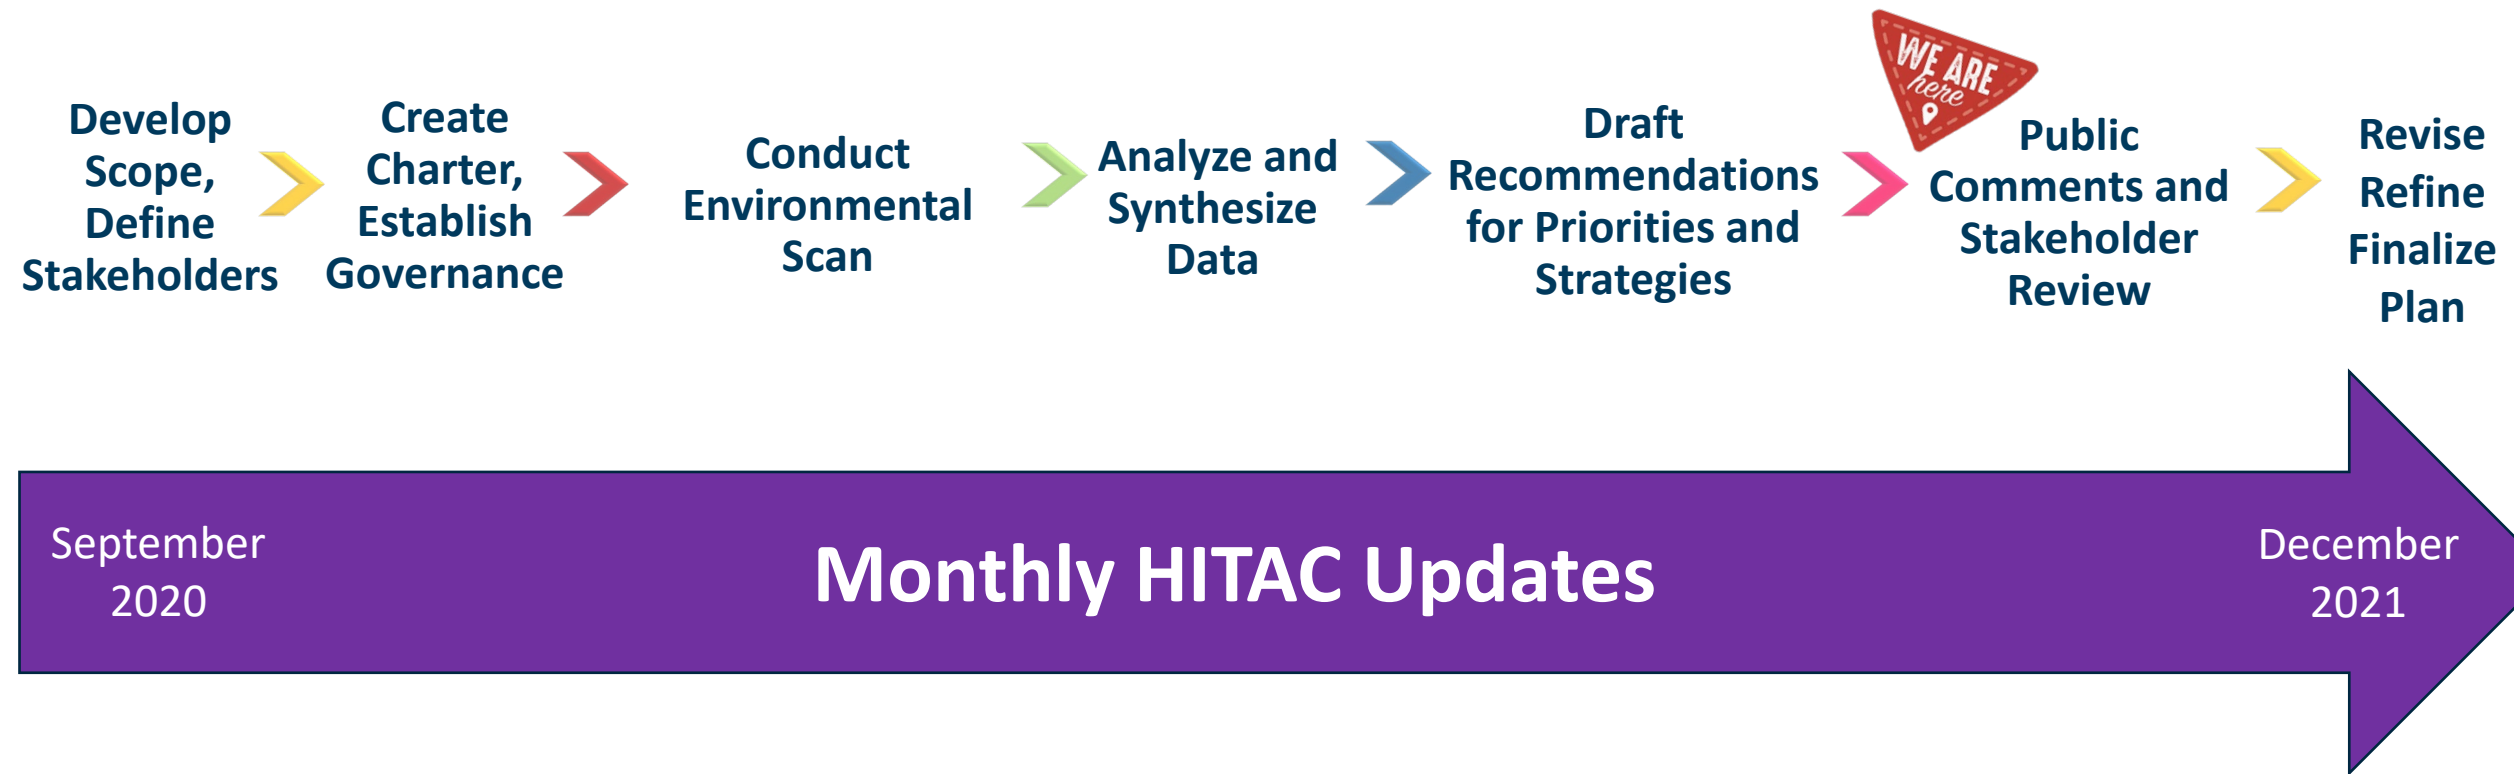 Develop
Scope,
Define
Stakeholders
Create
Charter,
Establish
Governance
Conduct
Environmental
Scan
Analyze and
Synthesize
Data
Draft
Recommendations
for Priorities and
Strategies
WE ARE
here
Public
Comments and
Stakeholder
Review
Revise
Refine
Finalize
Plan
September
2020
Monthly HITAC Updates
December
2021